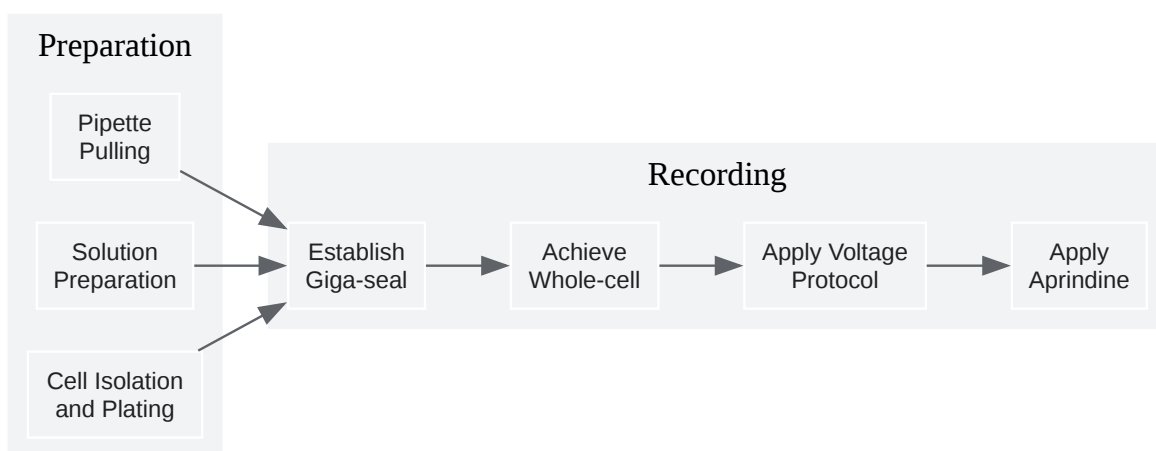 Preparation
Pipette
Pulling
Solution
Preparation
Cell Isolation
and Plating
Recording
Establish
Giga-seal
Achieve
Whole-cell
Apply Voltage
Protocol
Apply
Aprindine